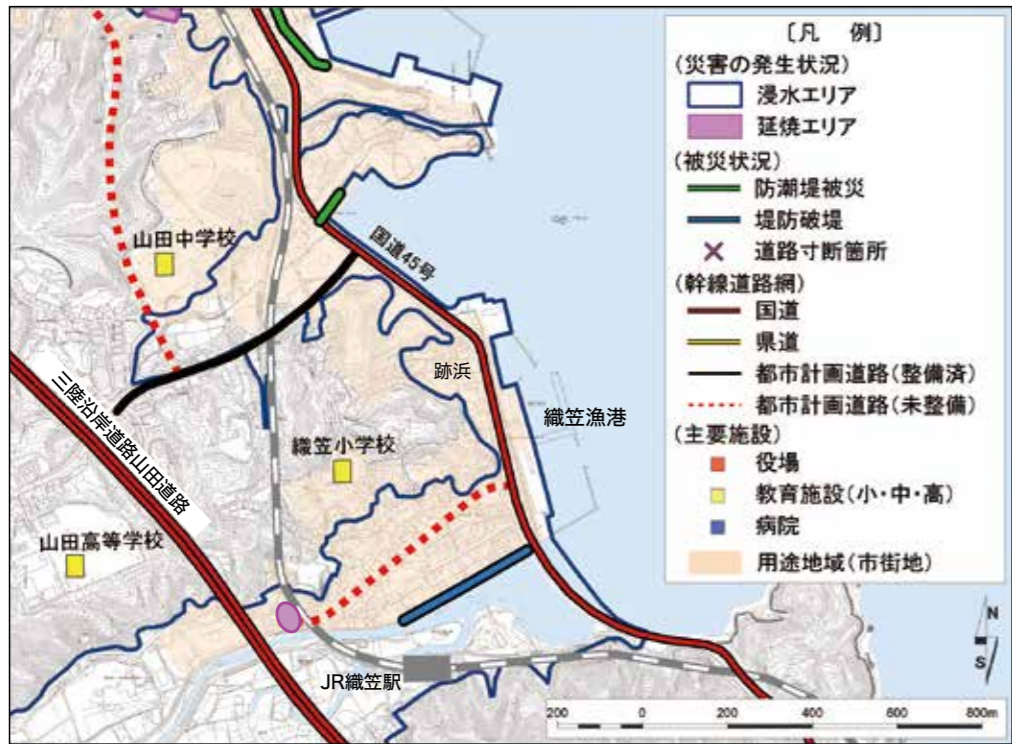 山田中学校
国道45号
跡浜
織笠漁港
三陸沿岸道路山田道路
織笠小学校
山田高等学校
JR織笠駅
〔凡 例〕
(災害の発生状況)
浸水エリア
延焼エリア
(被災状況)
防潮堤被災
堤防破堤
道路寸断箇所
(幹線道路網)
国道
県道
都市計画道路(整備済)
都市計画道路(未整備)
(主要施設)
役場
教育施設(小・中・高)
病院
用途地域(市街地)
N
S
200 0 200 400 600 800m